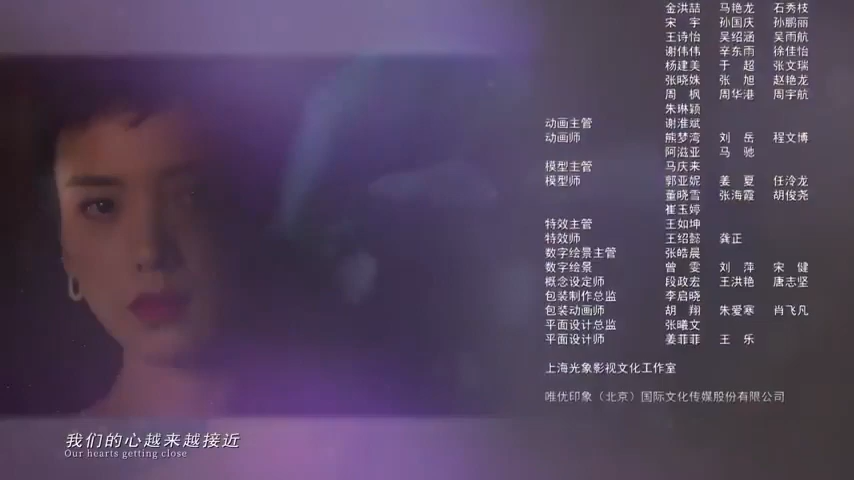 金洪喆 马艳龙 石秀枝
宋 宇 孙国庆 孙鹏丽
王诗怡 吴绍涵 吴雨航
谢伟伟 辛东雨 徐佳怡
杨建美 于 超 张文瑞
张晓姝 张 旭 赵艳龙
周 枫 周华港 周宇航
朱琳颖
动画主管 谢淮斌
动画师 熊梦湾 刘 岳 程文博
阿滋亚 马 驰
模型主管 马庆来
模型师 郭亚妮 姜 夏 任泠龙
董晓雪 张海霞 胡俊尧
崔玉婷
特效主管 王如坤
特效师 王绍懿 龚正
数字绘景主管 张皓晨
数字绘景 曾 雯 刘 萍 宋 健
概念设定师 段政宏 王洪艳 唐志坚
包装制作总监 李启晓
包装动画师 胡 翔 朱爱寒 肖飞凡
平面设计总监 张曦文
平面设计师 姜菲菲 王 乐
上海光象影视文化工作室
唯优印象（北京）国际文化传媒股份有限公司
我们的心越来越接近
Our hearts getting close